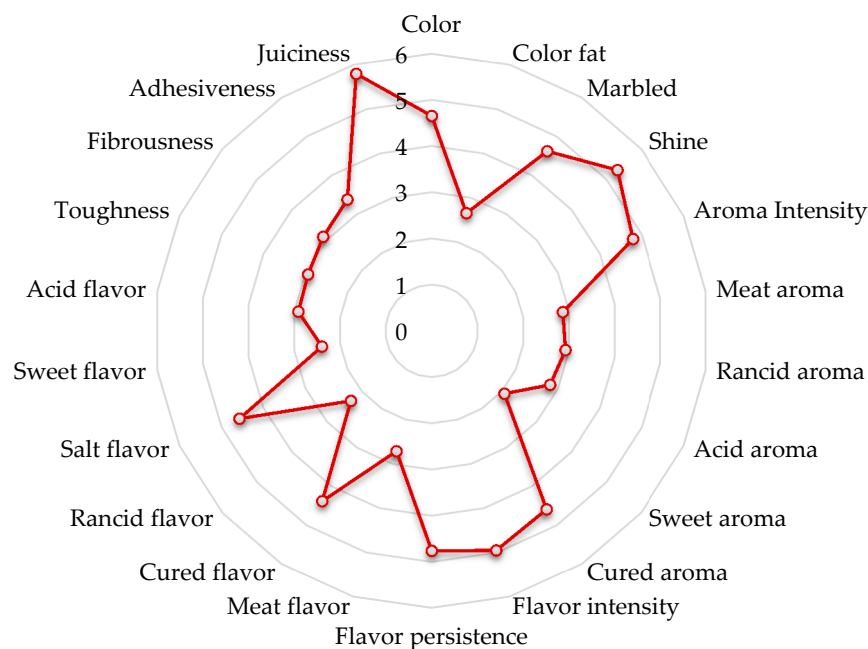 Color
Color fat
Marbled
Shine
Aroma Intensity
Meat aroma
Rancid aroma
Acid aroma
Sweet aroma
Cured aroma
Flavor intensity
Flavor persistence
Meat flavor
Cured flavor
Rancid flavor
Salt flavor
Sweet flavor
Acid flavor
Toughness
Fibrousness
Adhesiveness
Juiciness
6
5
4
3
2
1
0